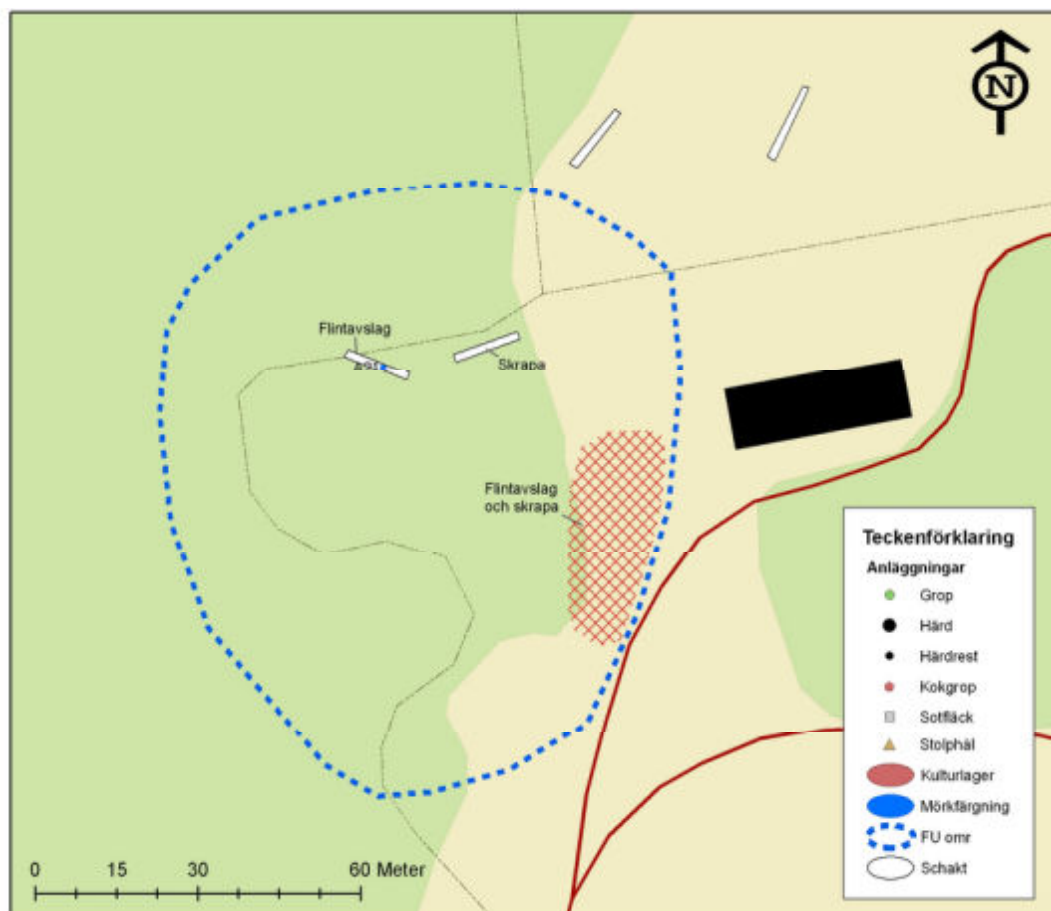 N
Flintavslag
Skrapa
Flintavslag
och skrapa
Teckenförklaring
Anläggningar
Grop
Härd
Härdrest
Kokgrop
Sotfläck
Stolphål
Kulturlager
Mörkfärgning
FU omr
Schakt
0 15 30 60 Meter